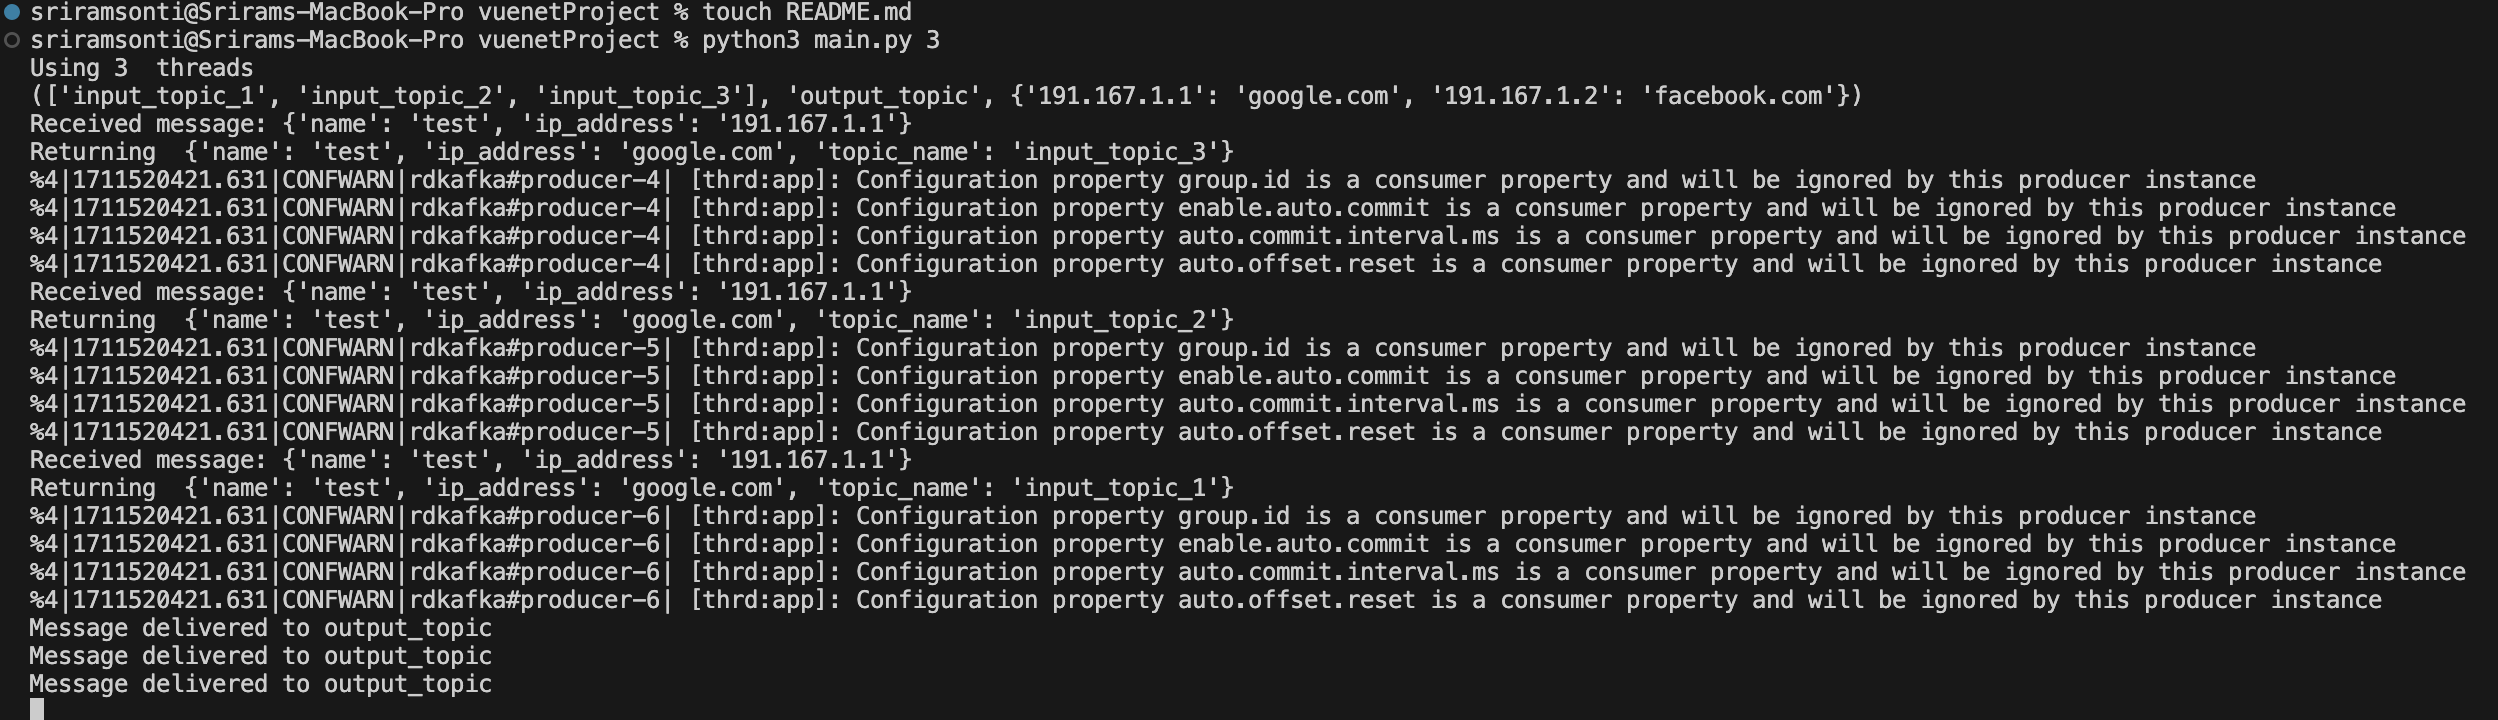 sriramsonti@Srirams-MacBook-Pro vuenetProject % touch README.md
sriramsonti@Srirams-MacBook-Pro vuenetProject % python3 main.py 3
Using 3  threads
(['input_topic_1', 'input_topic_2', 'input_topic_3'], 'output_topic', {'191.167.1.1': 'google.com', '191.167.1.2': 'facebook.com'})
Received message: {'name': 'test', 'ip_address': '191.167.1.1'}
Returning  {'name': 'test', 'ip_address': 'google.com', 'topic_name': 'input_topic_3'}
%4|1711520421.631|CONFWARN|rdkafka#producer-4| [thrd:app]: Configuration property group.id is a consumer property and will be ignored by this producer instance
%4|1711520421.631|CONFWARN|rdkafka#producer-4| [thrd:app]: Configuration property enable.auto.commit is a consumer property and will be ignored by this producer instance
%4|1711520421.631|CONFWARN|rdkafka#producer-4| [thrd:app]: Configuration property auto.commit.interval.ms is a consumer property and will be ignored by this producer instance
%4|1711520421.631|CONFWARN|rdkafka#producer-4| [thrd:app]: Configuration property auto.offset.reset is a consumer property and will be ignored by this producer instance
Received message: {'name': 'test', 'ip_address': '191.167.1.1'}
Returning  {'name': 'test', 'ip_address': 'google.com', 'topic_name': 'input_topic_2'}
%4|1711520421.631|CONFWARN|rdkafka#producer-5| [thrd:app]: Configuration property group.id is a consumer property and will be ignored by this producer instance
%4|1711520421.631|CONFWARN|rdkafka#producer-5| [thrd:app]: Configuration property enable.auto.commit is a consumer property and will be ignored by this producer instance
%4|1711520421.631|CONFWARN|rdkafka#producer-5| [thrd:app]: Configuration property auto.commit.interval.ms is a consumer property and will be ignored by this producer instance
%4|1711520421.631|CONFWARN|rdkafka#producer-5| [thrd:app]: Configuration property auto.offset.reset is a consumer property and will be ignored by this producer instance
Received message: {'name': 'test', 'ip_address': '191.167.1.1'}
Returning  {'name': 'test', 'ip_address': 'google.com', 'topic_name': 'input_topic_1'}
%4|1711520421.631|CONFWARN|rdkafka#producer-6| [thrd:app]: Configuration property group.id is a consumer property and will be ignored by this producer instance
%4|1711520421.631|CONFWARN|rdkafka#producer-6| [thrd:app]: Configuration property enable.auto.commit is a consumer property and will be ignored by this producer instance
%4|1711520421.631|CONFWARN|rdkafka#producer-6| [thrd:app]: Configuration property auto.commit.interval.ms is a consumer property and will be ignored by this producer instance
%4|1711520421.631|CONFWARN|rdkafka#producer-6| [thrd:app]: Configuration property auto.offset.reset is a consumer property and will be ignored by this producer instance
Message delivered to output_topic
Message delivered to output_topic
Message delivered to output_topic